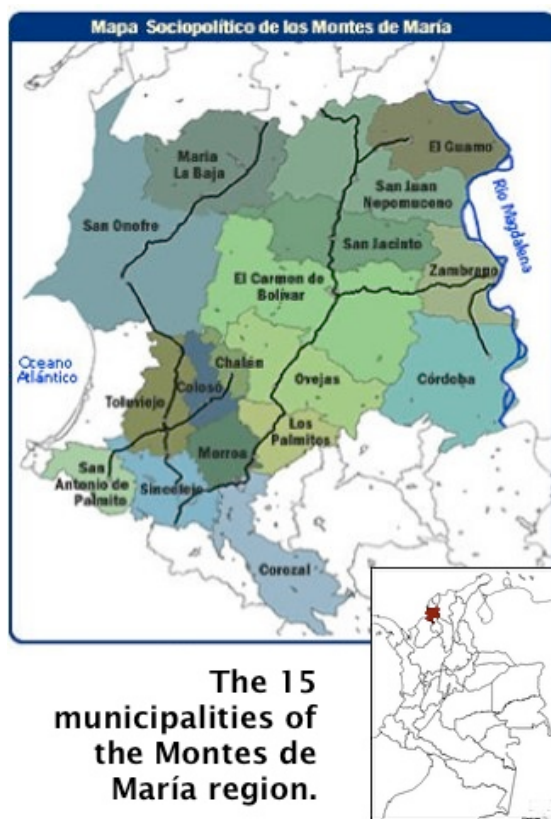 Mapa Sociopolítico de los Montes de María
El Guamo
María
La Baja
San Juan
Nepomuceno
Río Magdalena
San Onofre
San Jacinto
Zambrano
El Carmen de
Bolívar
Oceano
Atlántico
Chalán
Colosó
Ovejas
Córdoba
Toluviejo
Los
Palmitos
Morroa
San
Antonio de
Palmito
Sincelejo
Corozal
The 15
municipalities of
the Montes de
María region.